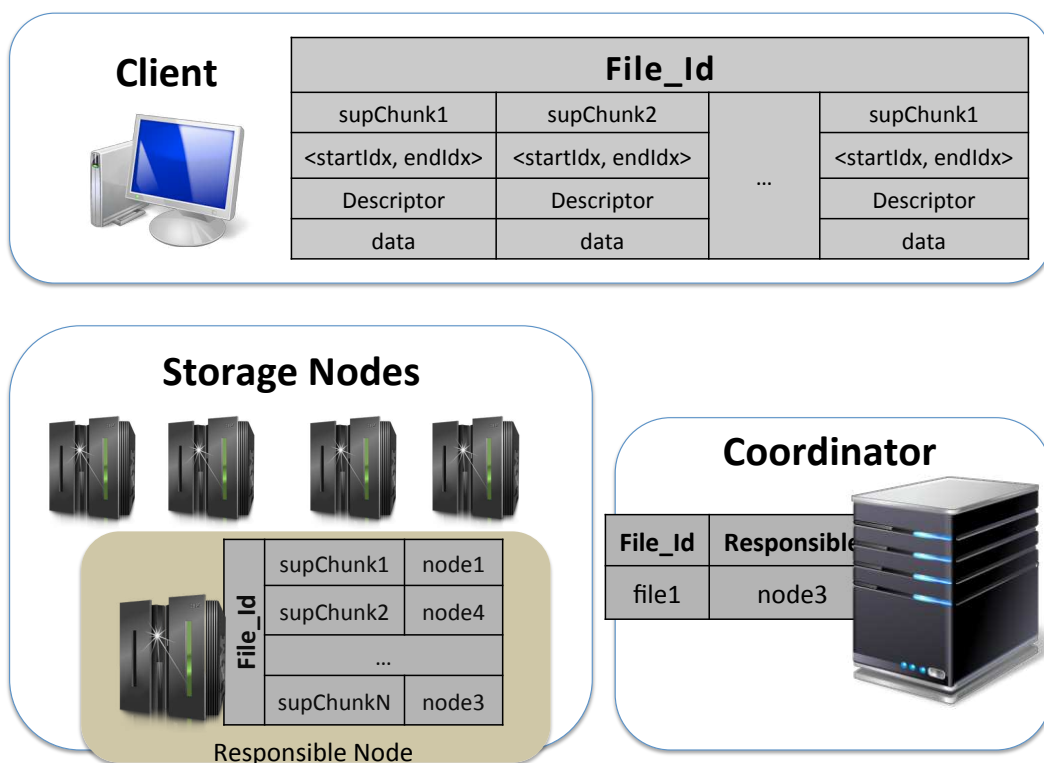 Client
File_Id
supChunk1 supChunk2 ... supChunk1
<startIdx, endIdx> <startIdx, endIdx> <startIdx, endIdx>
Descriptor Descriptor Descriptor
data data data
Storage Nodes
File_Id
supChunk1 node1
supChunk2 node4
...
supChunkN node3
Responsible Node
Coordinator
File_Id Responsible
file1 node3